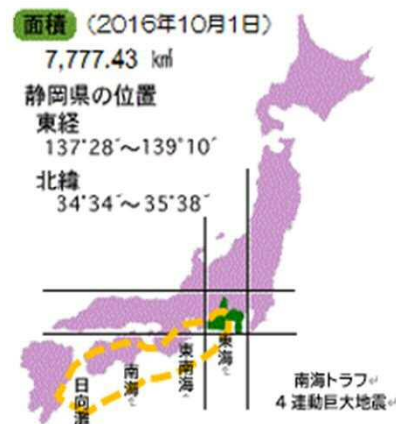 面積（2016年10月1日）
7,777.43 k㎡
静岡県の位置
東経
137°28´～139°10´
北緯
34°34´～35°38´
日向灘
南海
東南海
東海
南海トラフ
4連動巨大地震